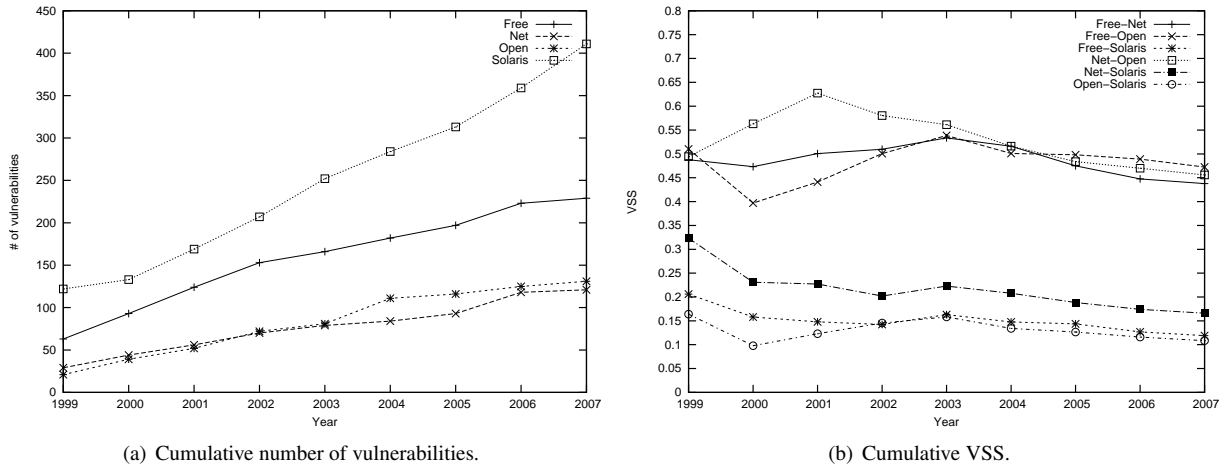 450
400
350
300
250
200
150
100
50
0
# of vulnerabilities
Free
Net
Open
Solaris
1999 2000 2001 2002 2003 2004 2005 2006 2007
Year
(a) Cumulative number of vulnerabilities.
0.8
0.75
0.7
0.65
0.6
0.55
0.5
0.45
0.4
0.35
0.3
0.25
0.2
0.15
0.1
0.05
0
VSS
Free-Net
Free-Open
Free-Solaris
Net-Open
Net-Solaris
Open-Solaris
1999 2000 2001 2002 2003 2004 2005 2006 2007
Year
(b) Cumulative VSS.